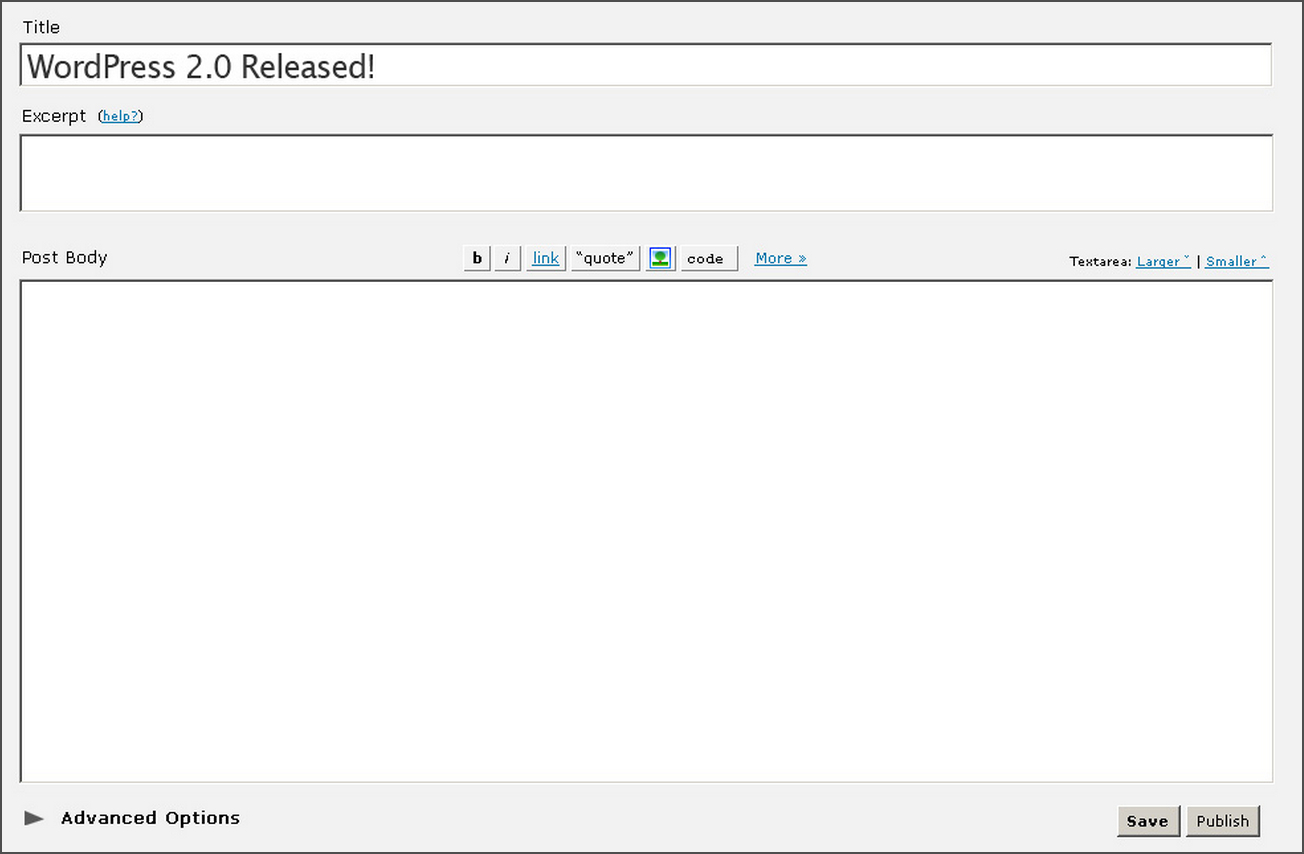 Title
WordPress 2.0 Released!
Excerpt (help?)
Post Body b i link “quote” code More » Textarea: Larger ˇ | Smaller ˆ
Advanced Options Save Publish